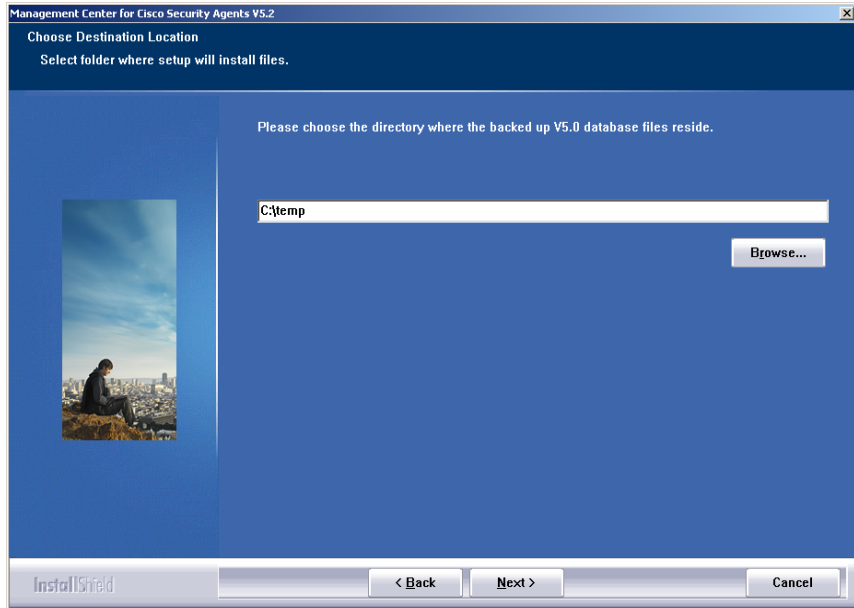 Management Center for Cisco Security Agents V5.2
Choose Destination Location
Select folder where setup will install files.
Please choose the directory where the backed up V5.0 database files reside.
C:\temp
Browse...
InstallShield
< Back
Next >
Cancel